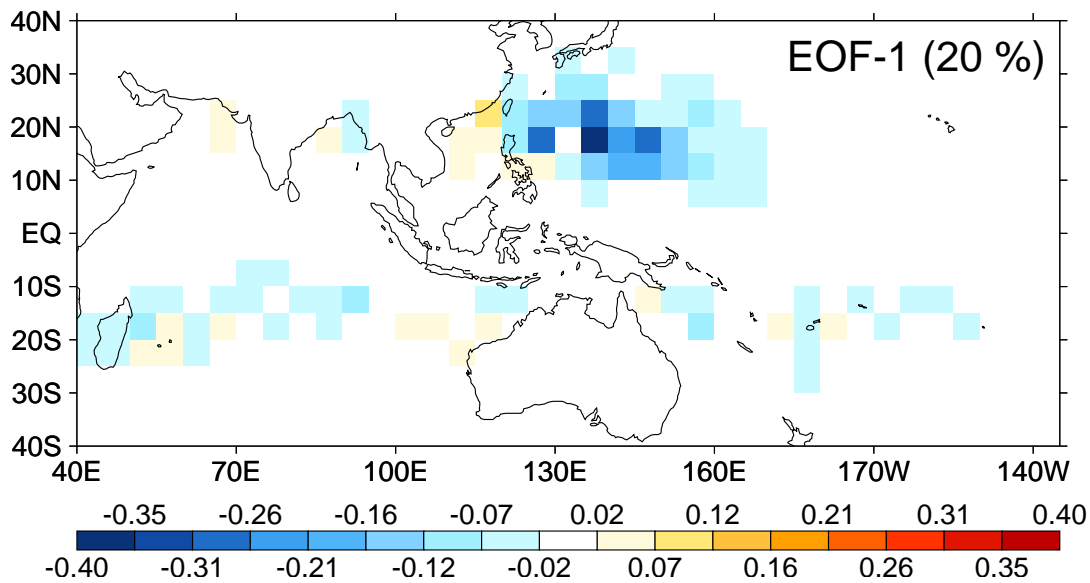 40N
EOF-1 (20 %)
30N
20N
10N
EQ
10S
20S
30S
40S
40E 70E 100E 130E 160E 170W 140W
-0.35 -0.26 -0.16 -0.07 0.02 0.12 0.21 0.31 0.40
-0.40 -0.31 -0.21 -0.12 -0.02 0.07 0.16 0.26 0.35